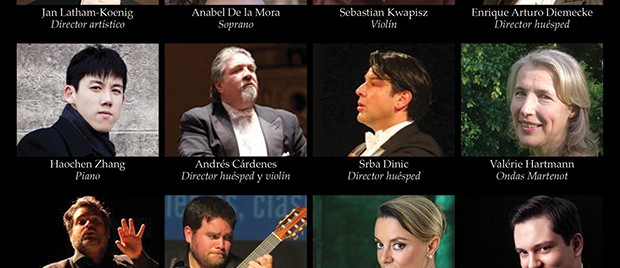 Jan Latham-Koenig
Director artístico
Anabel De la Mora
Soprano
Sebastian Kwapisz
Violín
Enrique Arturo Diemecke
Director huésped
Haochen Zhang
Piano
Andrés Cárdenes
Director huésped y violín
Srba Dinic
Director huésped
Valérie Hartmann
Ondas Martenot